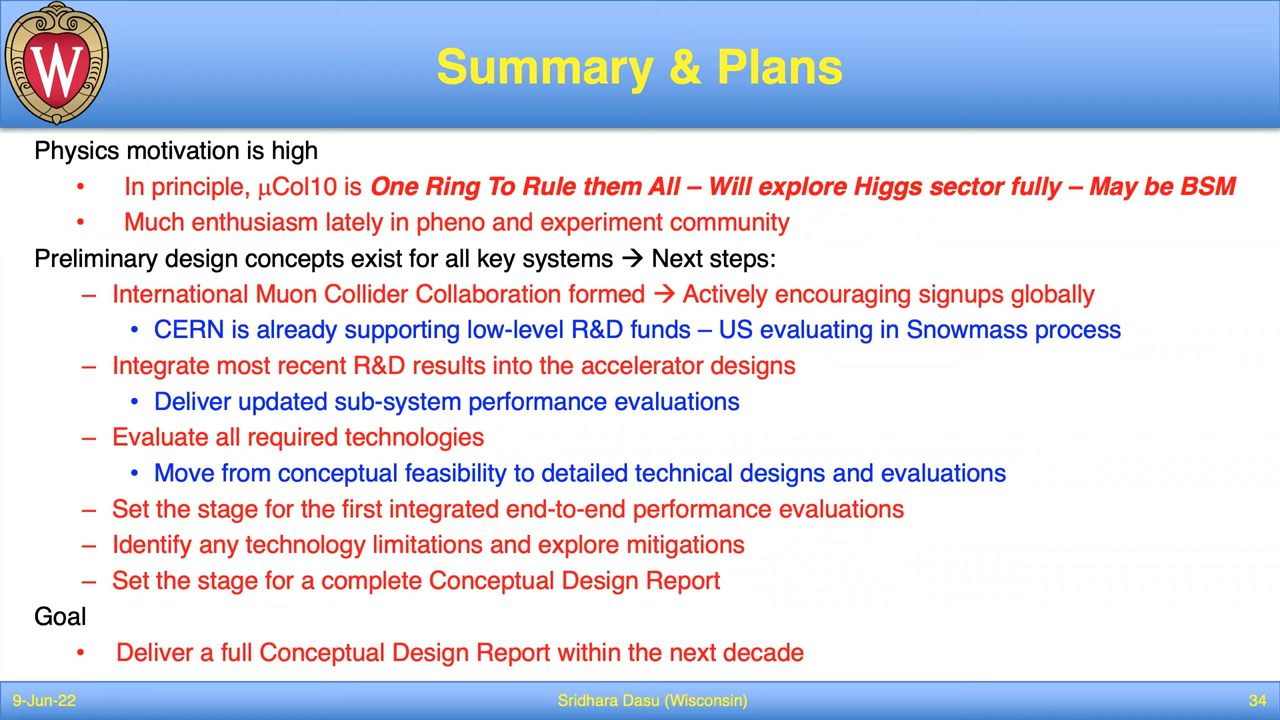 W
Summary & Plans
Physics motivation is high
• In principle, μCol10 is One Ring To Rule them All – Will explore Higgs sector fully – May be BSM
• Much enthusiasm lately in pheno and experiment community
Preliminary design concepts exist for all key systems → Next steps:
– International Muon Collider Collaboration formed → Actively encouraging signups globally
• CERN is already supporting low-level R&D funds – US evaluating in Snowmass process
– Integrate most recent R&D results into the accelerator designs
• Deliver updated sub-system performance evaluations
– Evaluate all required technologies
• Move from conceptual feasibility to detailed technical designs and evaluations
– Set the stage for the first integrated end-to-end performance evaluations
– Identify any technology limitations and explore mitigations
– Set the stage for a complete Conceptual Design Report
Goal
• Deliver a full Conceptual Design Report within the next decade
9-Jun-22
Sridhara Dasu (Wisconsin)
34